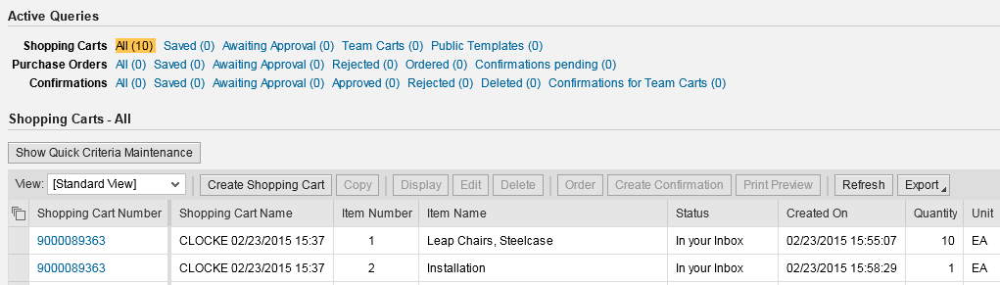 Active Queries
Shopping Carts All (10) Saved (0) Awaiting Approval (0) Team Carts (0) Public Templates (0)
Purchase Orders All (0) Saved (0) Awaiting Approval (0) Rejected (0) Ordered (0) Confirmations pending (0)
Confirmations All (0) Saved (0) Awaiting Approval (0) Approved (0) Rejected (0) Deleted (0) Confirmations for Team Carts (0)
Shopping Carts - All
Show Quick Criteria Maintenance
View: [Standard View] Create Shopping Cart Copy Display Edit Delete Order Create Confirmation Print Preview Refresh Export
Shopping Cart Number Shopping Cart Name Item Number Item Name Status Created On Quantity Unit
9000089363 CLOCKE 02/23/2015 15:37 1 Leap Chairs, Steelcase In your Inbox 02/23/2015 15:55:07 10 EA
9000089363 CLOCKE 02/23/2015 15:37 2 Installation In your Inbox 02/23/2015 15:58:29 1 EA